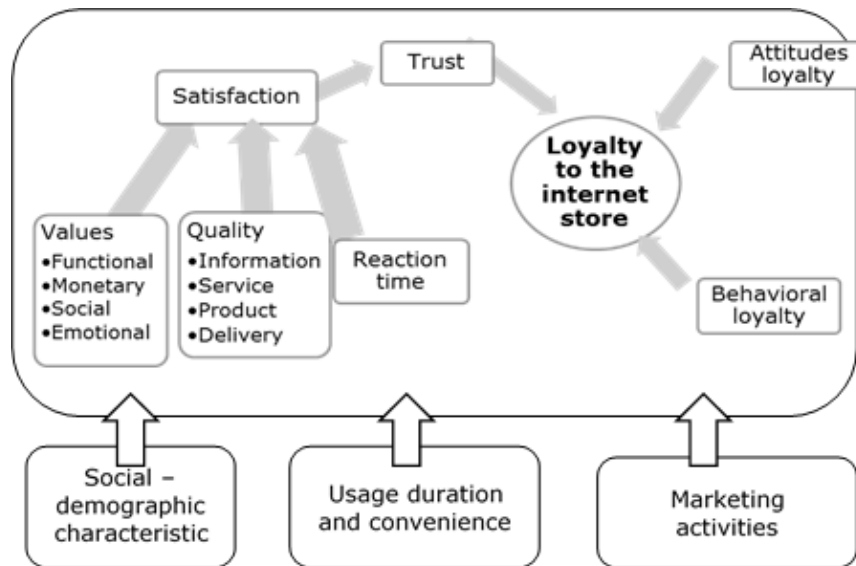 Trust
Attitudes
loyalty
Satisfaction
Loyalty
to the
internet
store
Values
•Functional
•Monetary
•Social
•Emotional
Quality
•Information
•Service
•Product
•Delivery
Reaction
time
Behavioral
loyalty
Social –
demographic
characteristic
Usage duration
and convenience
Marketing
activities